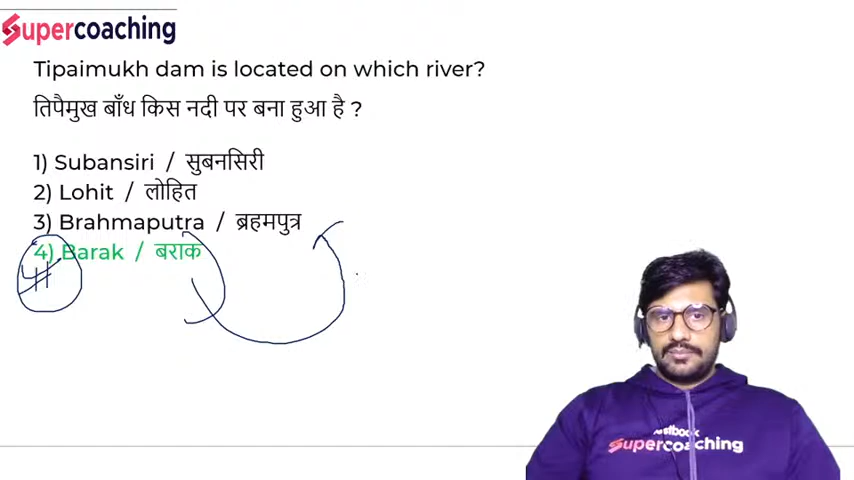 Supercoaching
Tipaimukh dam is located on which river?
तिपैमुख बाँध किस नदी पर बना हुआ है ?
1) Subansiri / सुबनसिरी
2) Lohit / लोहित
3) Brahmaputra / ब्रहमपुत्र
4) Barak / बराक
testbook
Supercoaching